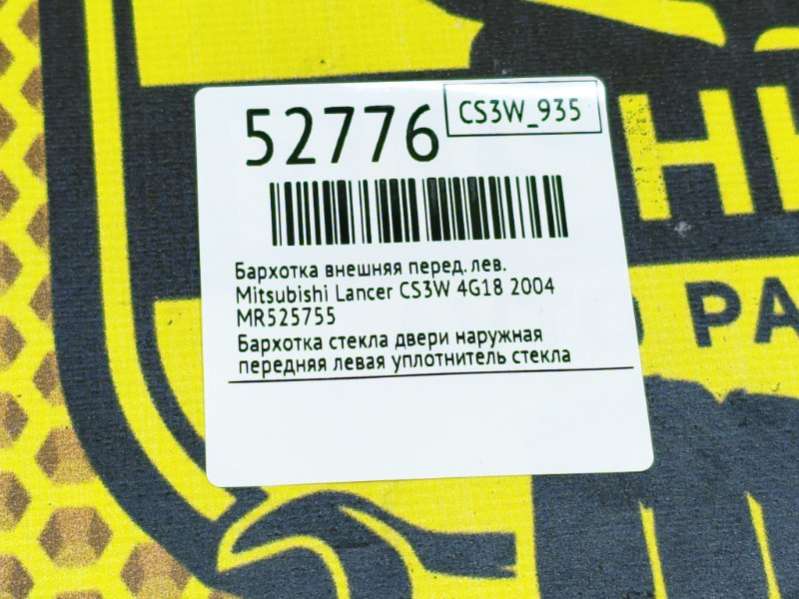 52776
CS3W_935
Бархотка внешняя перед. лев.
Mitsubishi Lancer CS3W 4G18 2004
MR525755
Бархотка стекла двери наружная
передняя левая уплотнитель стекла